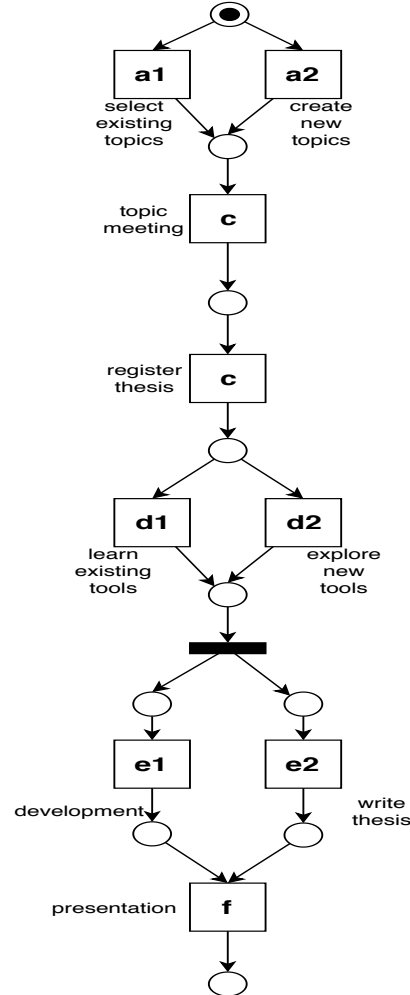 a1
a2
select
existing
topics
create
new
topics
topic
meeting
c
register
thesis
c
d1
d2
learn
existing
tools
explore
new
tools
e1
e2
development
write
thesis
presentation
f